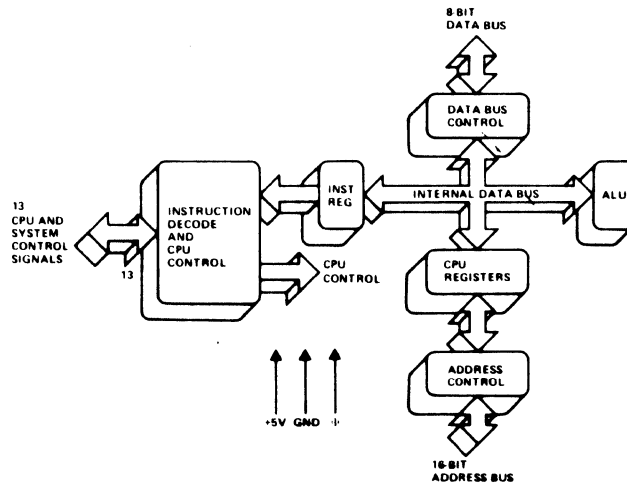 8-BIT
DATA BUS
DATA BUS
CONTROL
13
CPU AND
SYSTEM
CONTROL
SIGNALS
13
INSTRUCTION
DECODE
AND
CPU
CONTROL
INST
REG
INTERNAL DATA BUS
ALU
CPU
CONTROL
CPU
REGISTERS
ADDRESS
CONTROL
+5V GND
16-BIT
ADDRESS BUS